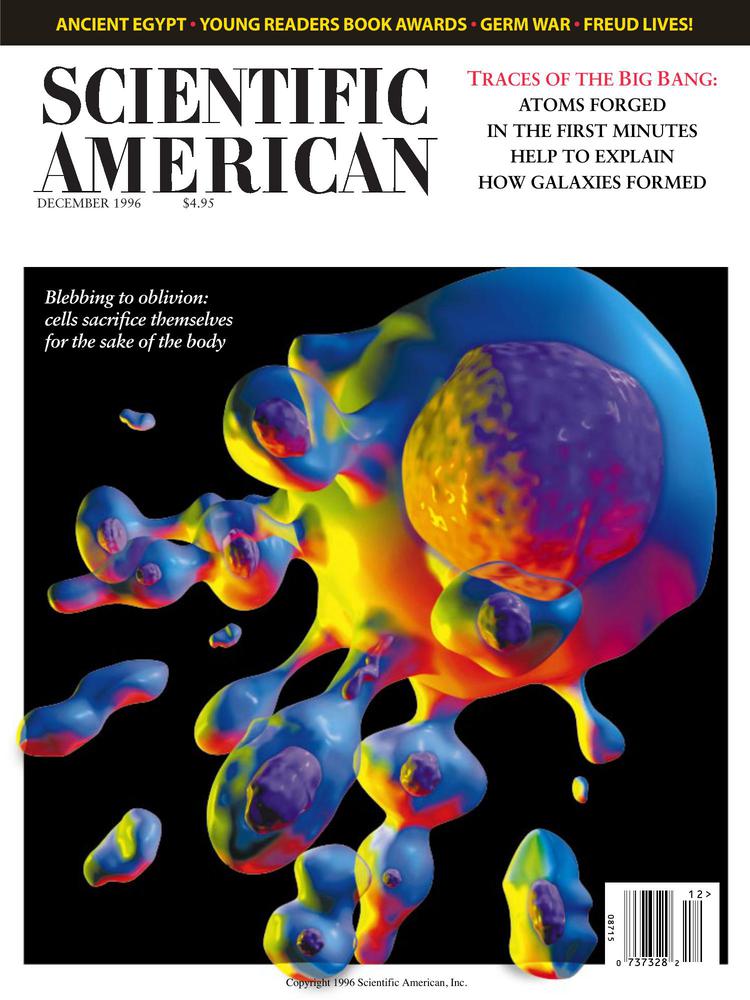 ANCIENT EGYPT • YOUNG READERS BOOK AWARDS • GERM WAR • FREUD LIVES!
SCIENTIFIC
AMERICAN
DECEMBER 1996 $4.95
TRACES OF THE BIG BANG:
ATOMS FORGED
IN THE FIRST MINUTES
HELP TO EXPLAIN
HOW GALAXIES FORMED
Blebbing to oblivion:
cells sacrifice themselves
for the sake of the body
12>
08715
0 737328 2
Copyright 1996 Scientific American, Inc.